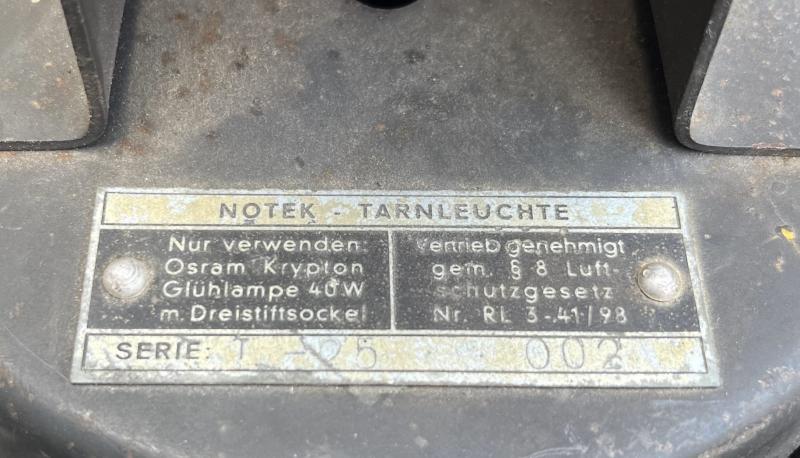 NOTEK - TARNLEUCHTE
Nur verwenden:
Osram Krypton
Glühlampe 40W
m. Dreistiftsockel
Vertrieb genehmigt
gem. § 8 Luft-
schutzgesetz
Nr. RL 3-41/98
SERIE: T -25 002